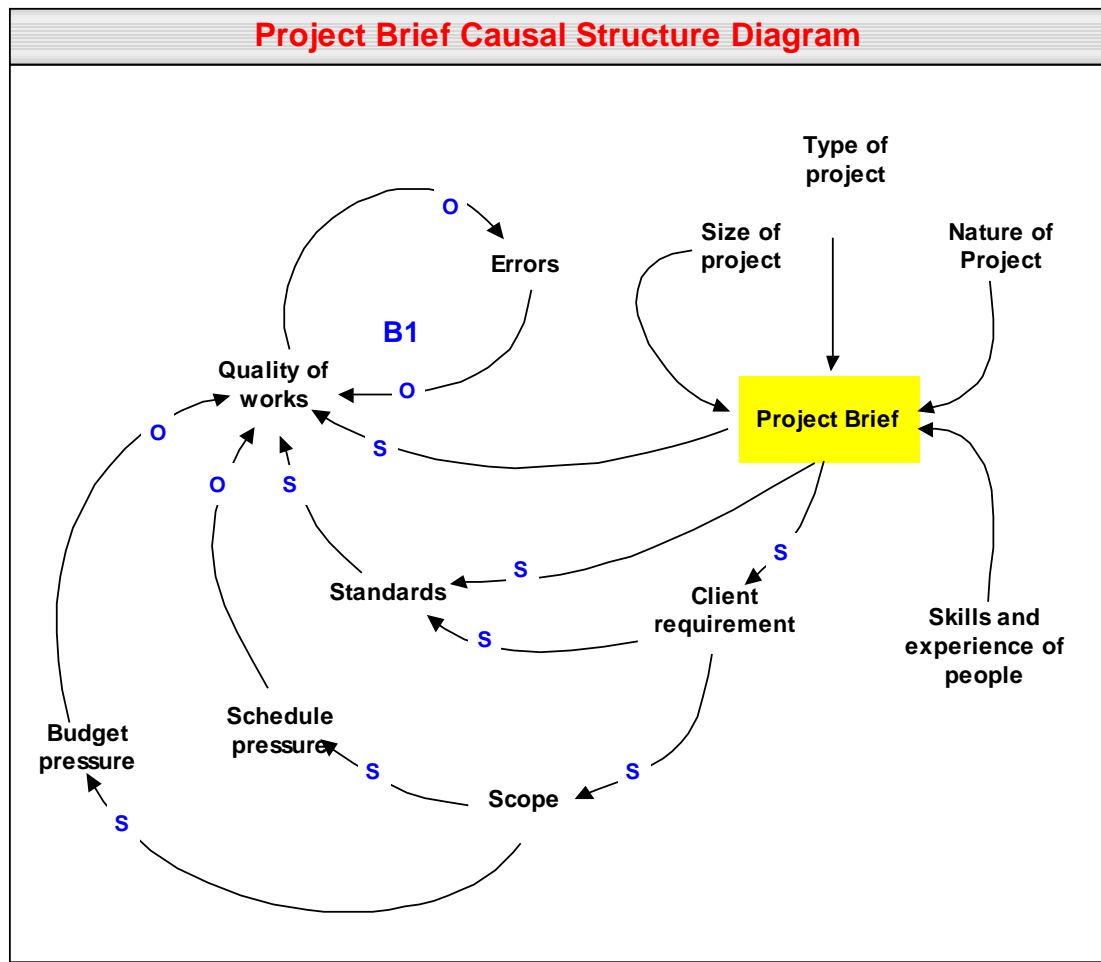 Project Brief Causal Structure Diagram
Type of
project
O
Size of
project
Nature of
Project
Errors
B1
Quality of
works
O
O
Project Brief
S
O
S
S
S
Standards
Client
requirement
S
Skills and
experience of
people
Schedule
pressure
Budget
pressure
S
S
Scope
S